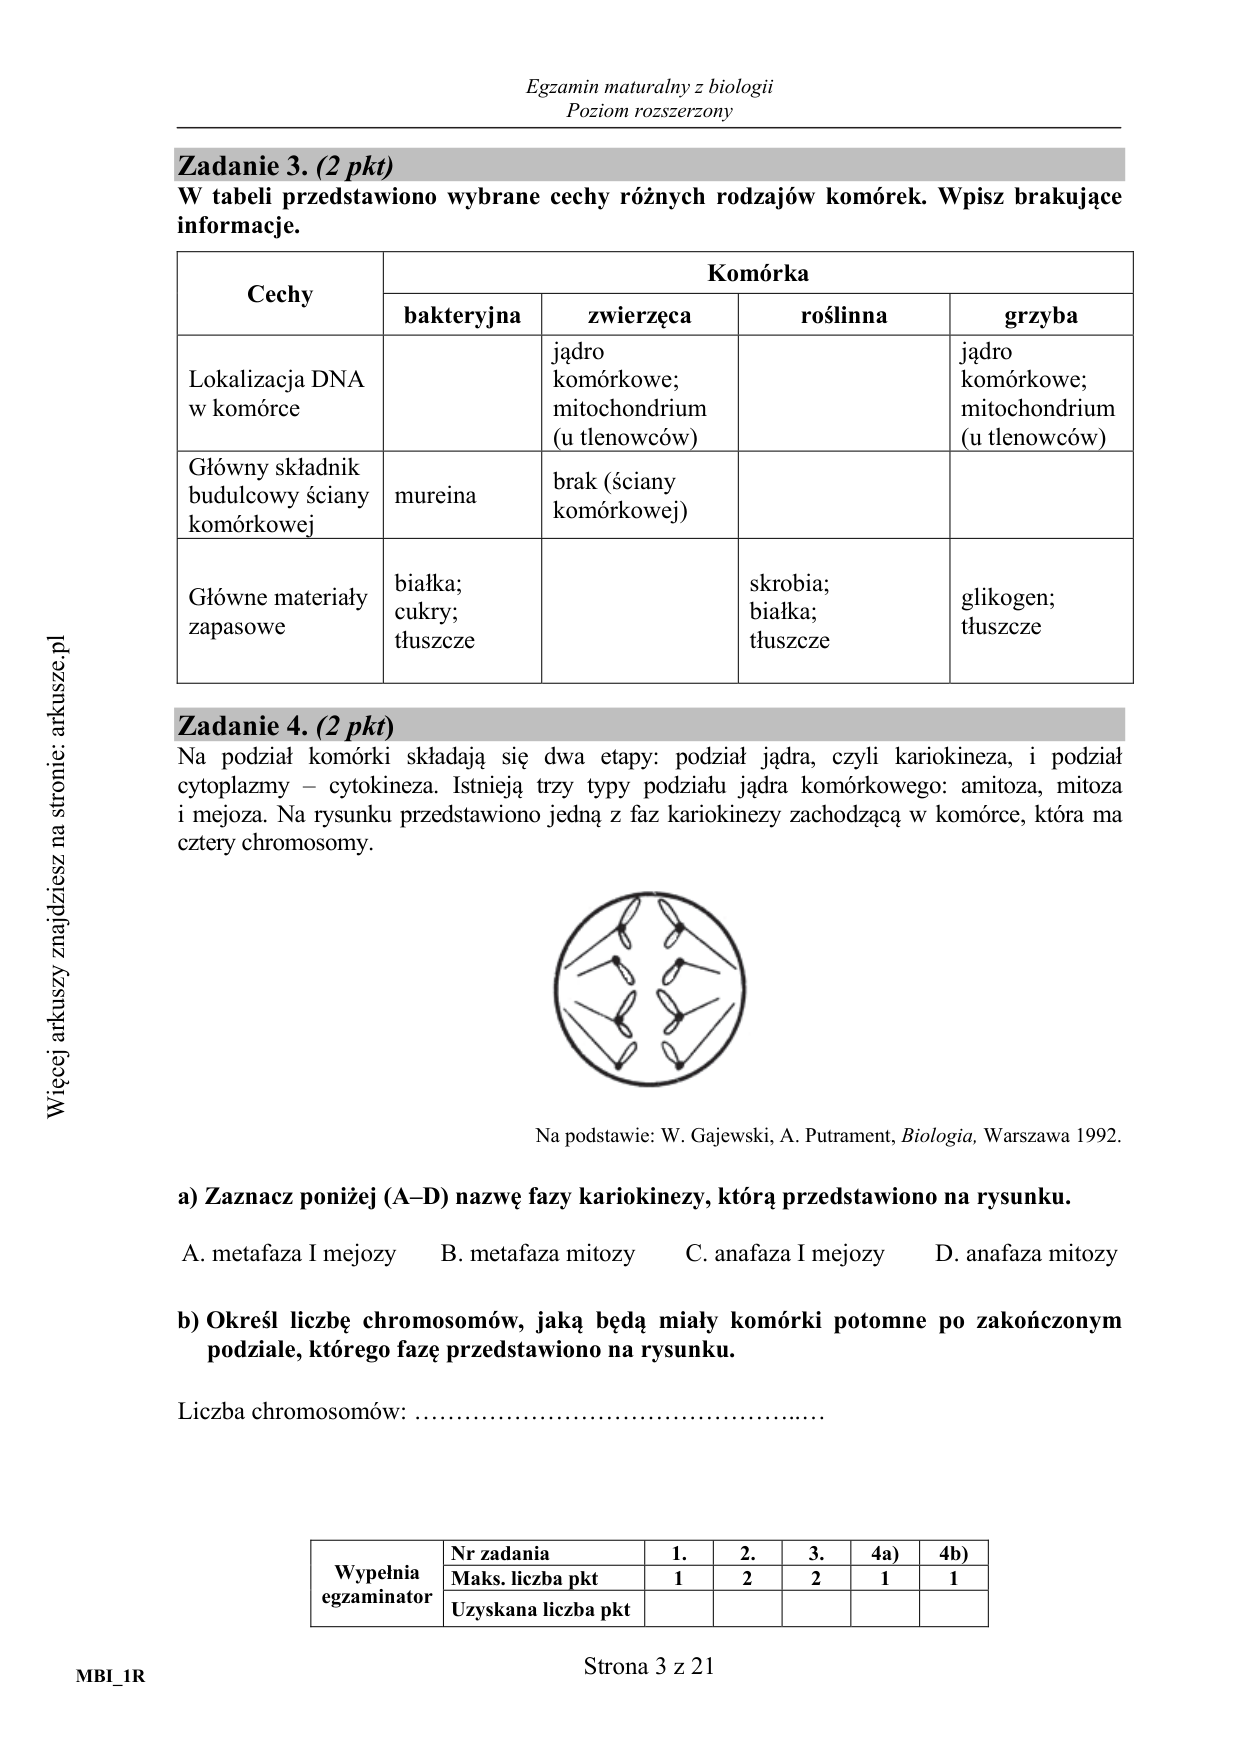 Egzamin maturalny z biologii
Poziom rozszerzony
Zadanie 3. (2 pkt)
W tabeli przedstawiono wybrane cechy różnych rodzajów komórek. Wpisz brakujące
informacje.
Cechy
Komórka
bakteryjna
zwierzęca
roślinna
grzyba
Lokalizacja DNA
w komórce
jądro
komórkowe;
mitochondrium
(u tlenowców)
jądro
komórkowe;
mitochondrium
(u tlenowców)
Główny składnik
budulcowy ściany
komórkowej
mureina
brak (ściany
komórkowej)
Główne materiały
zapasowe
białka;
cukry;
tłuszcze
skrobia;
białka;
tłuszcze
glikogen;
tłuszcze
Zadanie 4. (2 pkt)
Na podział komórki składają się dwa etapy: podział jądra, czyli kariokineza, i podział
cytoplazmy – cytokineza. Istnieją trzy typy podziału jądra komórkowego: amitoza, mitoza
i mejoza. Na rysunku przedstawiono jedną z faz kariokinezy zachodzącą w komórce, która ma
cztery chromosomy.
Na podstawie: W. Gajewski, A. Putrament, Biologia, Warszawa 1992.
a) Zaznacz poniżej (A–D) nazwę fazy kariokinezy, którą przedstawiono na rysunku.
A. metafaza I mejozy B. metafaza mitozy C. anafaza I mejozy D. anafaza mitozy
b) Określ liczbę chromosomów, jaką będą miały komórki potomne po zakończonym
podziale, którego fazę przedstawiono na rysunku.
Liczba chromosomów: ………………………………………..…
Wypełnia
egzaminator
Nr zadania 1. 2. 3. 4a) 4b)
Maks. liczba pkt 1 2 2 1 1
Uzyskana liczba pkt
Strona 3 z 21
MBI_1R
Więcej arkuszy znajdziesz na stronie: arkusze.pl